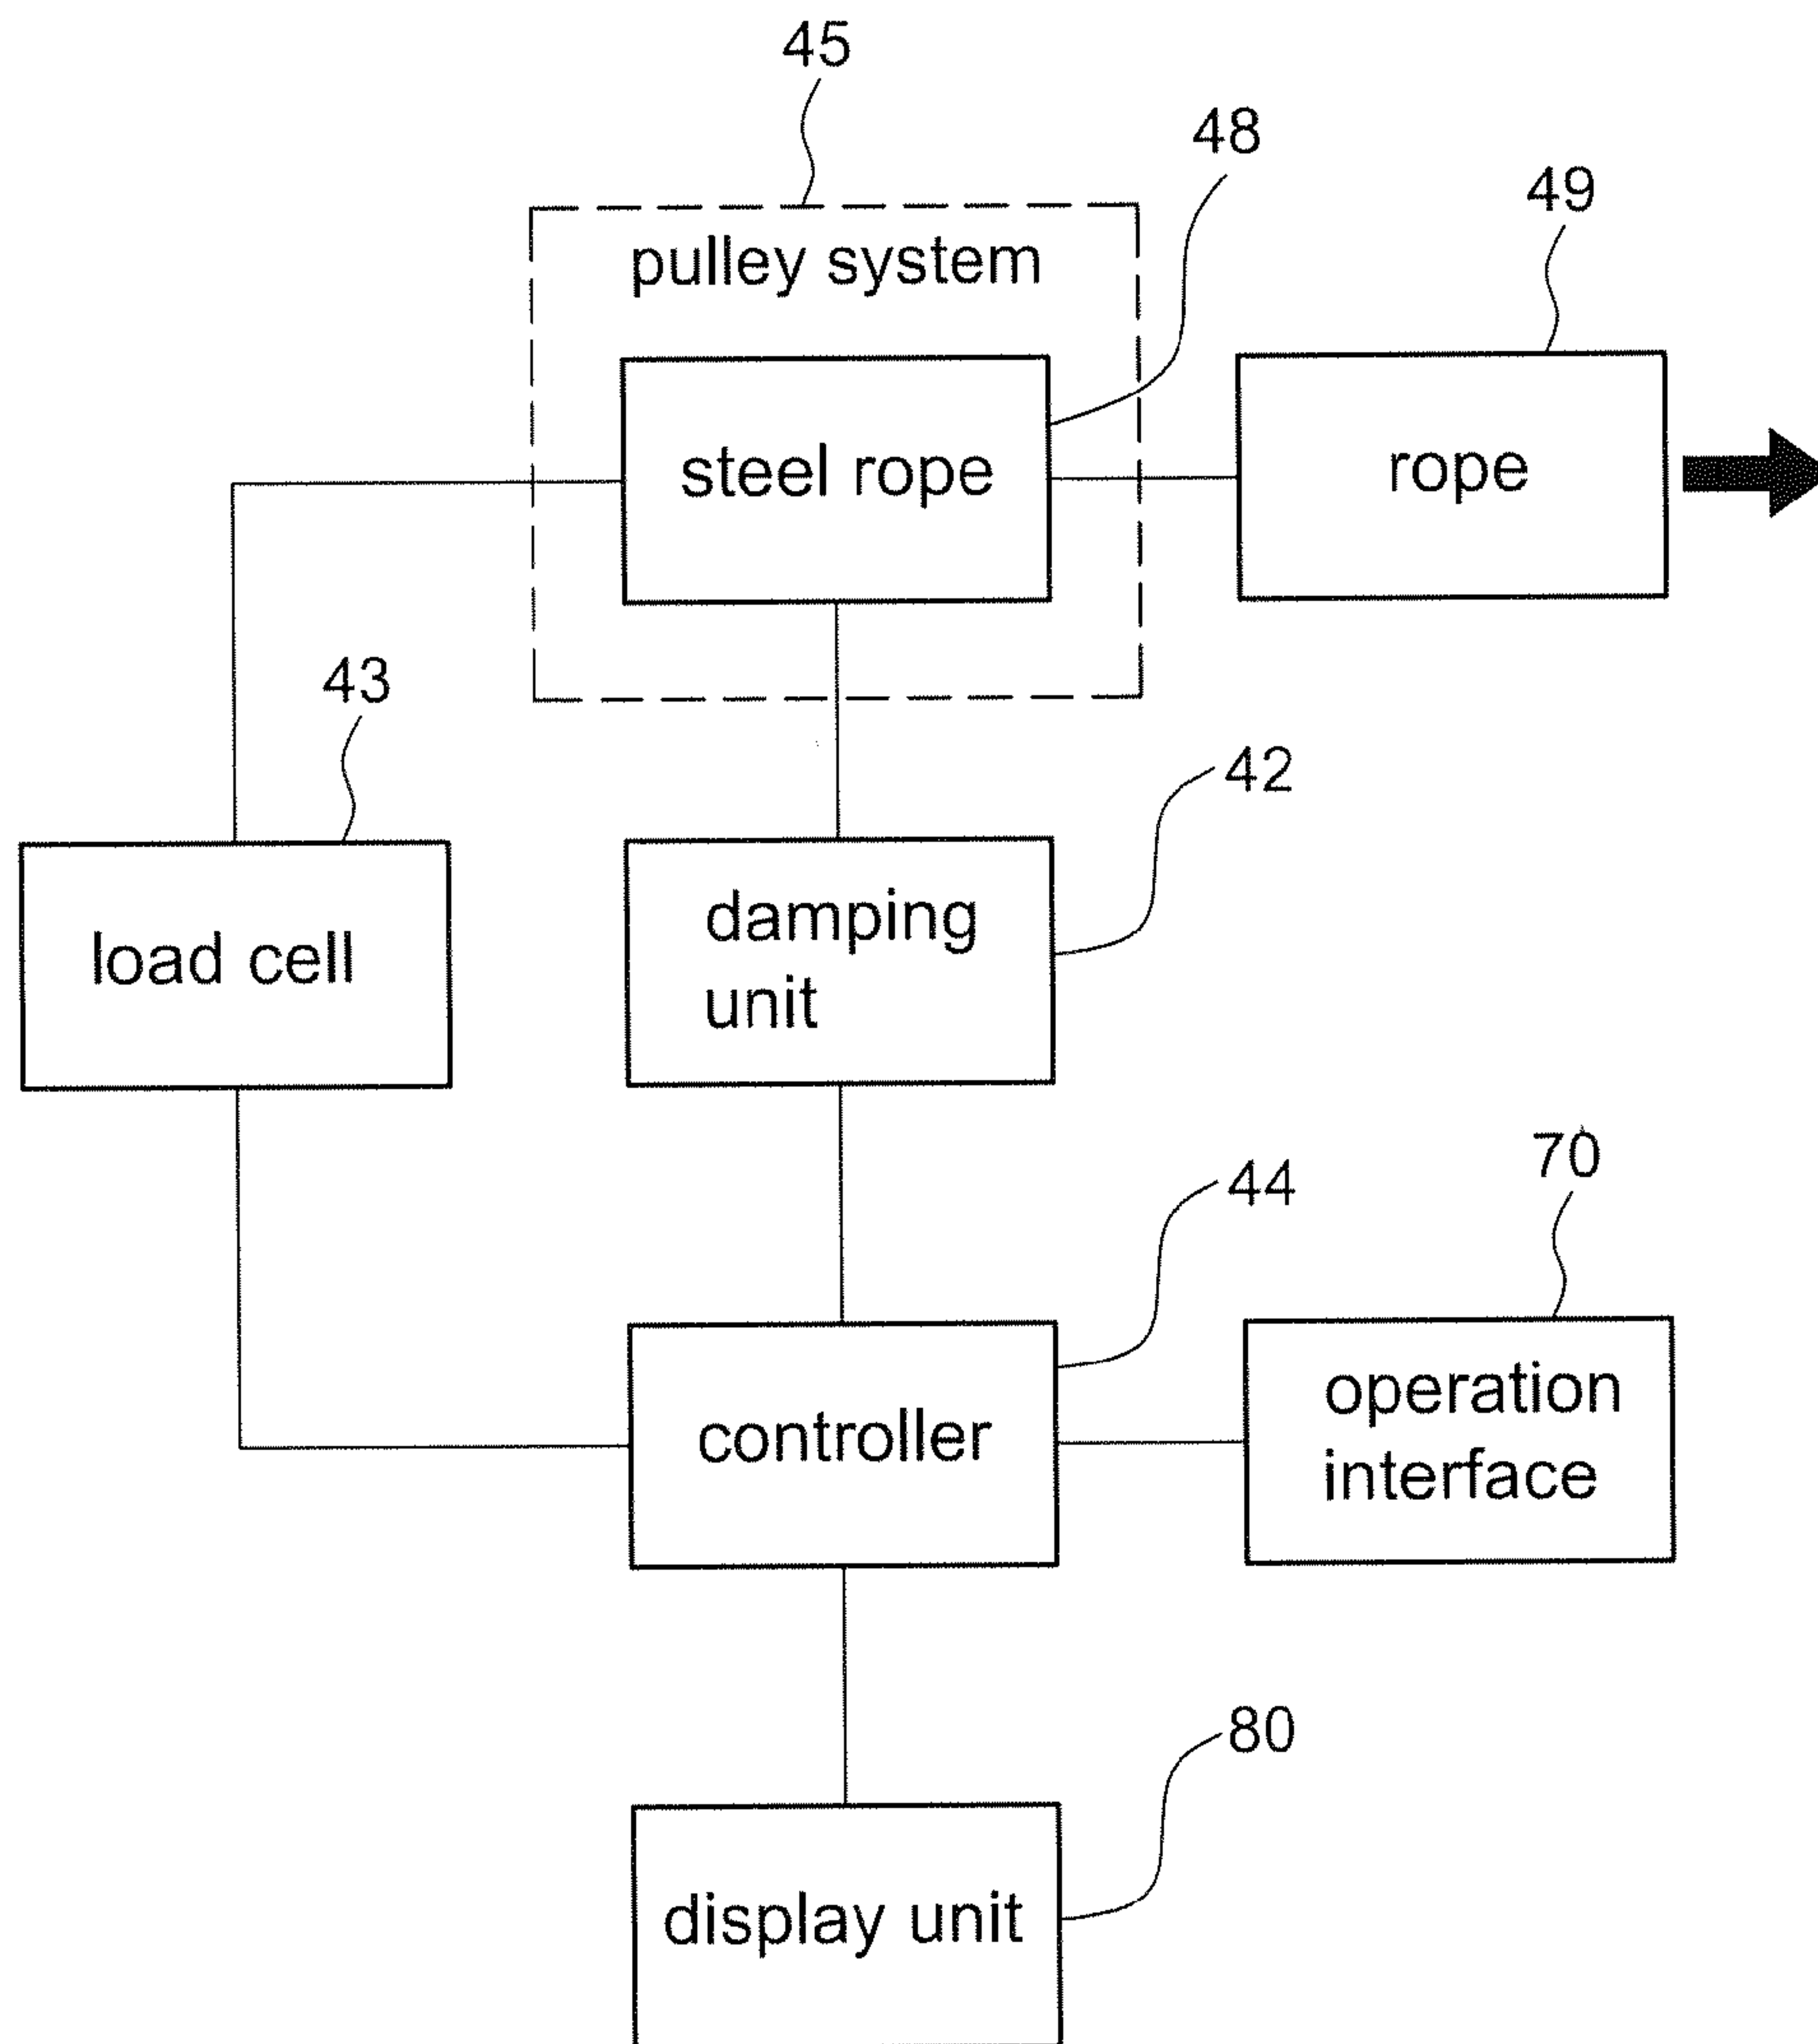 45
48
49
pulley system
steel rope
rope
43
42
load cell
damping
unit
44
70
controller
operation
interface
80
display unit